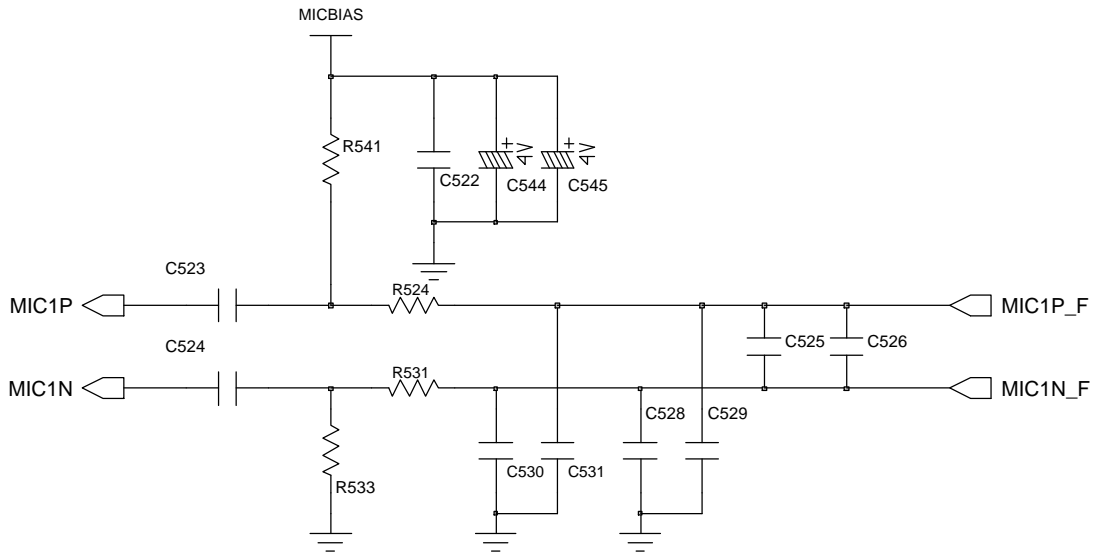 MICBIAS
R541
+
4V
+
4V
C522
C544
C545
C523
R524
MIC1P
MIC1P_F
C524
C525
C526
R531
MIC1N
MIC1N_F
C528
C529
C530
C531
R533